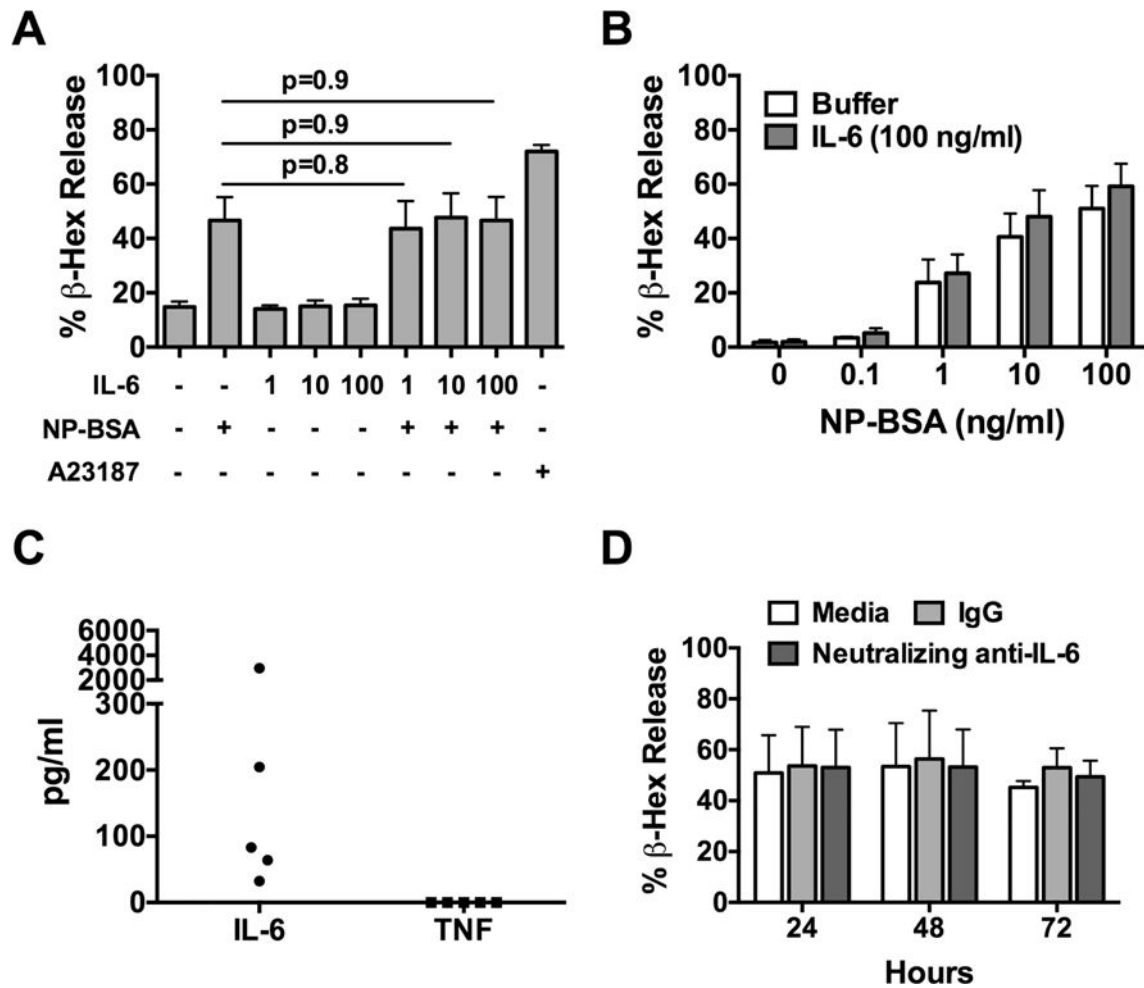 A
% β-Hex Release
100
80
60
40
20
0
p=0.9
p=0.9
p=0.8
IL-6 - - 1 10 100 1 10 100 -
NP-BSA - + - - - + + + -
A23187 - - - - - - - - +
B
% β-Hex Release
100
80
60
40
20
0
Buffer
IL-6 (100 ng/ml)
0 0.1 1 10 100
NP-BSA (ng/ml)
C
pg/ml
6000
4000
2000
300
200
100
0
IL-6 TNF
D
Media IgG
Neutralizing anti-IL-6
% β-Hex Release
100
80
60
40
20
0
24 48 72
Hours